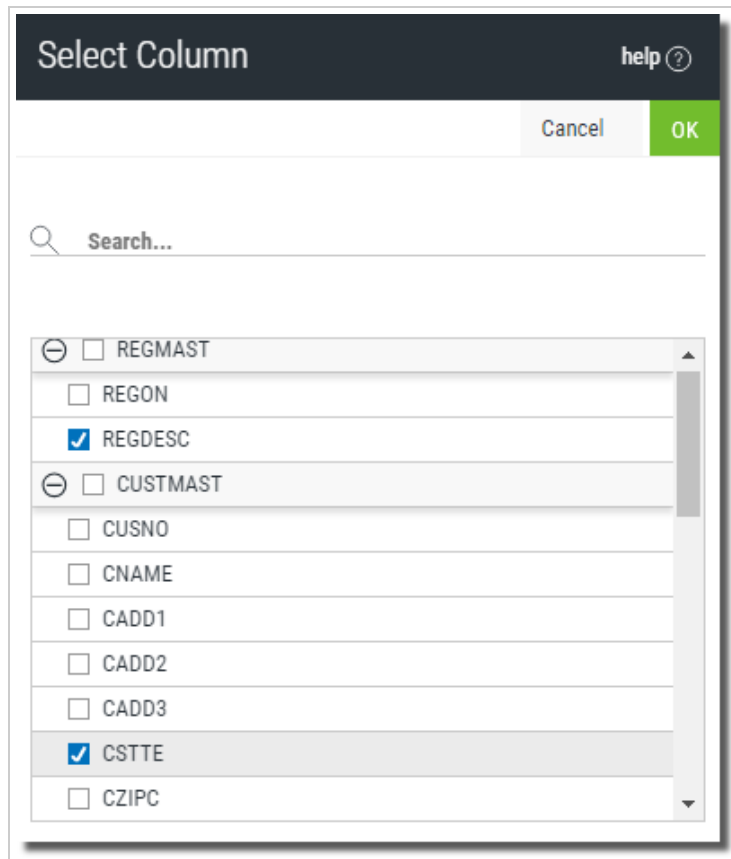 Select Column help ?
Cancel OK
Search...
REGMAST
REGON
REGDESC
CUSTMAST
CUSNO
CNAME
CADD1
CADD2
CADD3
CSTTE
CZIPC